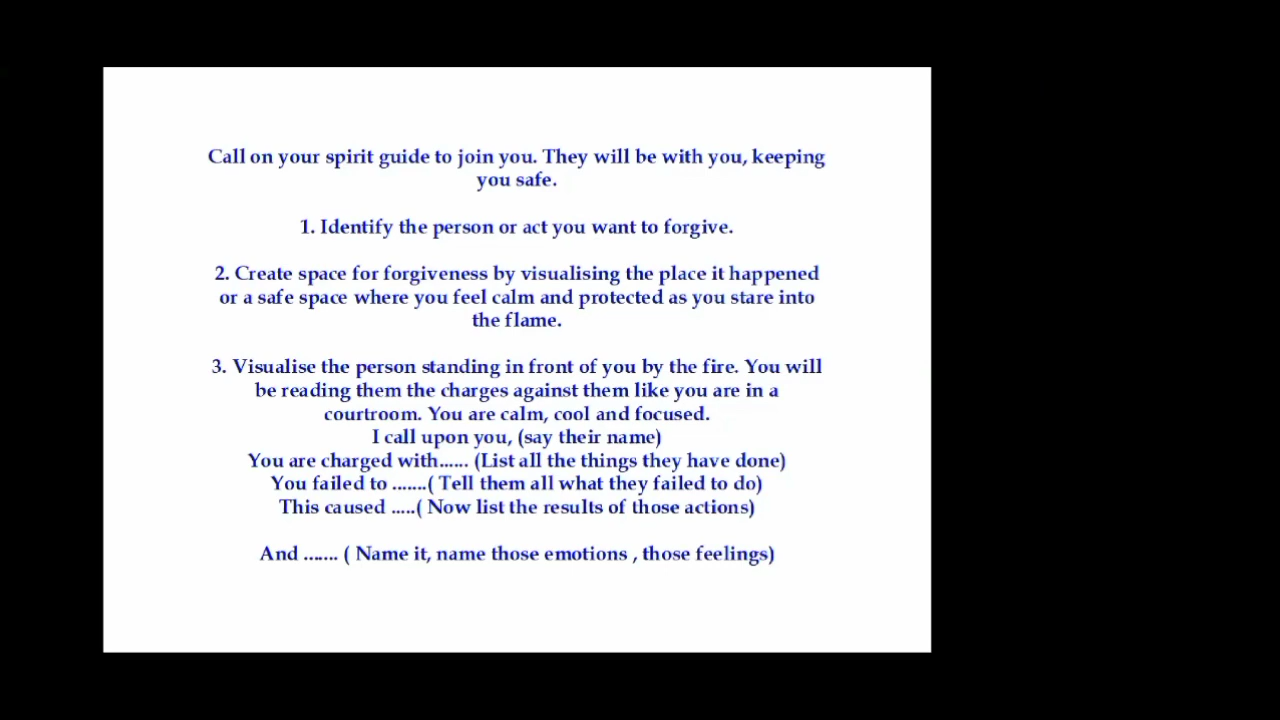 Call on your spirit guide to join you. They will be with you, keeping
you safe.
1. Identify the person or act you want to forgive.
2. Create space for forgiveness by visualising the place it happened
or a safe space where you feel calm and protected as you stare into
the flame.
3. Visualise the person standing in front of you by the fire. You will
be reading them the charges against them like you are in a
courtroom. You are calm, cool and focused.
I call upon you, (say their name)
You are charged with...... (List all the things they have done)
You failed to .......( Tell them all what they failed to do)
This caused .....( Now list the results of those actions)
And ....... ( Name it, name those emotions , those feelings)